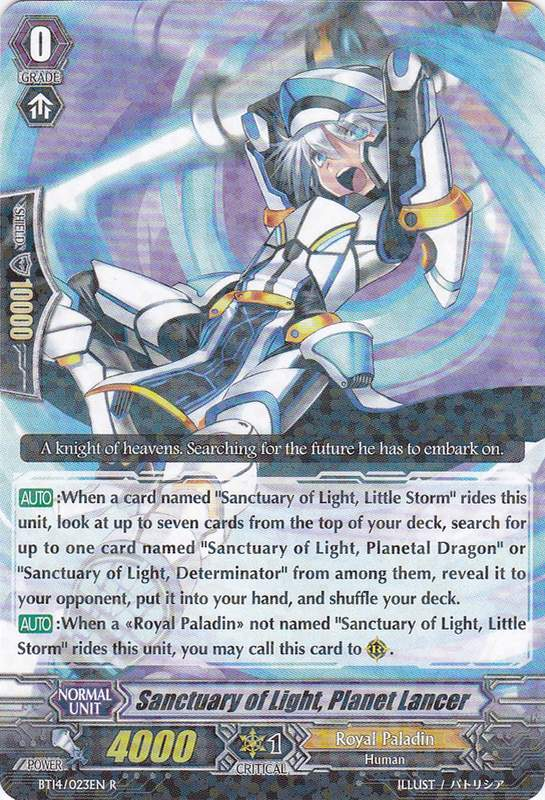 0
GRADE
SHIELD
10000
A knight of heavens. Searching for the future he has to embark on.
AUTO :When a card named "Sanctuary of Light, Little Storm" rides this
unit, look at up to seven cards from the top of your deck, search for
up to one card named "Sanctuary of Light, Planetal Dragon" or
"Sanctuary of Light, Determinator" from among them, reveal it to
your opponent, put it into your hand, and shuffle your deck.
AUTO :When a «Royal Paladin» not named "Sanctuary of Light, Little
Storm" rides this unit, you may call this card to R .
NORMAL
UNIT
Sanctuary of Light, Planet Lancer
POWER
4000
1
CRITICAL
Royal Paladin
Human
BT14/023EN R
ILLUST / パトリシア